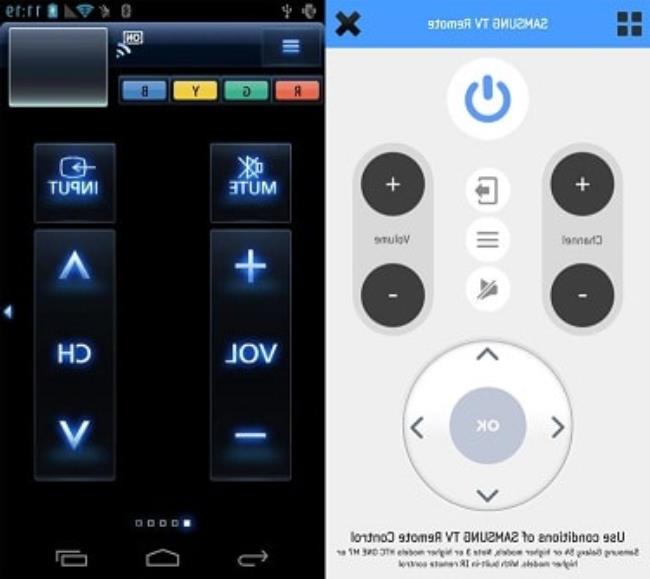 11:19
ON
R G Y B
MUTE
INPUT
VOL
CH
SAMSUNG TV Remote
Channel
Volume
OK
Use conditions of SAMSUNG TV Remote Control
Samsung Galaxy S4 or higher models, Note 3 or higher models HTC ONE M7 or
higher models. With built-in IR remote control